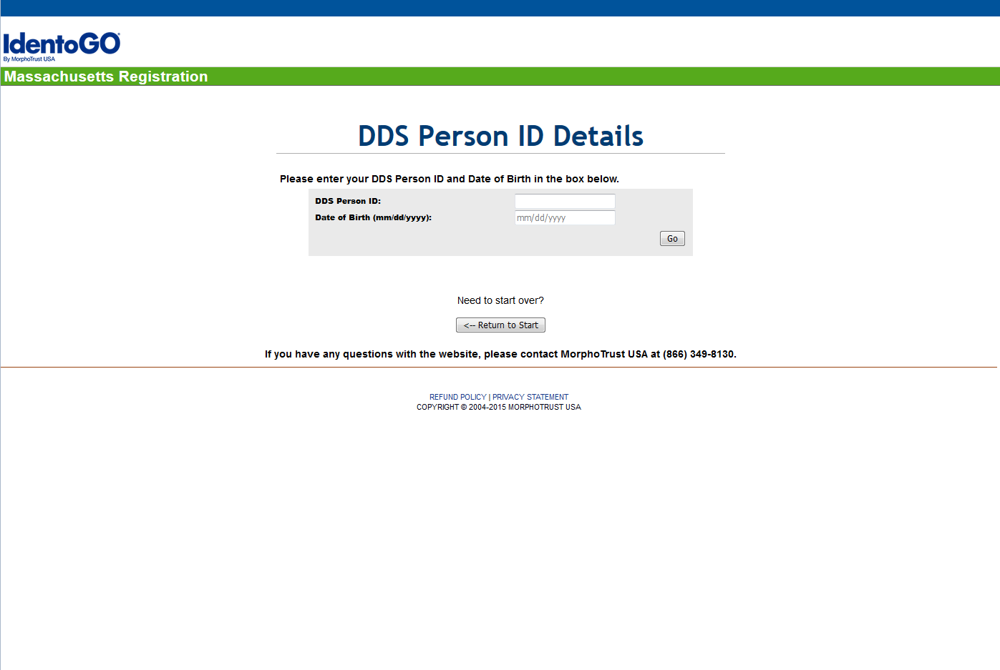 IdentoGO
By MorphoTrust USA
Massachusetts Registration
DDS Person ID Details
Please enter your DDS Person ID and Date of Birth in the box below.
DDS Person ID:
Date of Birth (mm/dd/yyyy): mm/dd/yyyy
Go
Need to start over?
<-- Return to Start
If you have any questions with the website, please contact MorphoTrust USA at (866) 349-8130.
REFUND POLICY | PRIVACY STATEMENT
COPYRIGHT © 2004-2015 MORPHOTRUST USA